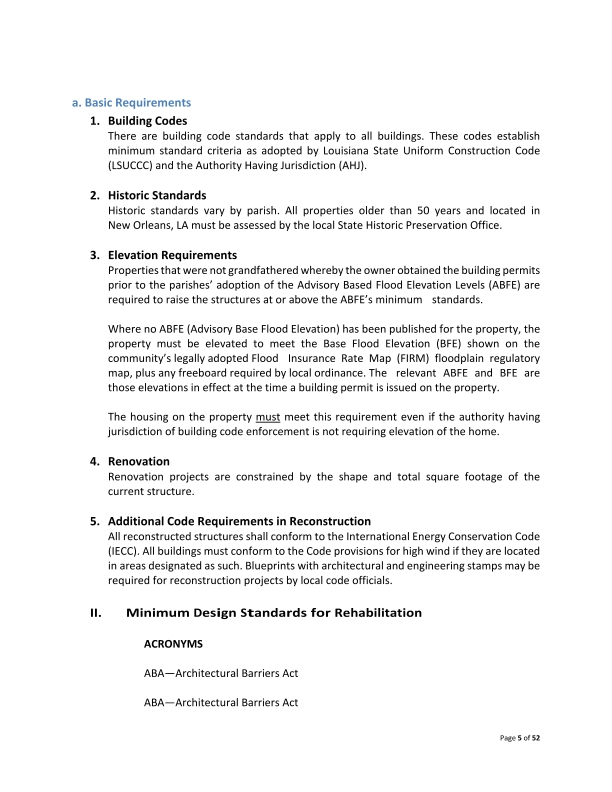 a. Basic Requirements
1. Building Codes
There are building code standards that apply to all buildings. These codes establish
minimum standard criteria as adopted by Louisiana State Uniform Construction Code
(LSUCCC) and the Authority Having Jurisdiction (AHJ).
2. Historic Standards
Historic standards vary by parish. All properties older than 50 years and located in
New Orleans, LA must be assessed by the local State Historic Preservation Office.
3. Elevation Requirements
Properties that were not grandfathered whereby the owner obtained the building permits
prior to the parishes’ adoption of the Advisory Based Flood Elevation Levels (ABFE) are
required to raise the structures at or above the ABFE’s minimum standards.
Where no ABFE (Advisory Base Flood Elevation) has been published for the property, the
property must be elevated to meet the Base Flood Elevation (BFE) shown on the
community’s legally adopted Flood Insurance Rate Map (FIRM) floodplain regulatory
map, plus any freeboard required by local ordinance. The relevant ABFE and BFE are
those elevations in effect at the time a building permit is issued on the property.
The housing on the property must meet this requirement even if the authority having
jurisdiction of building code enforcement is not requiring elevation of the home.
4. Renovation
Renovation projects are constrained by the shape and total square footage of the
current structure.
5. Additional Code Requirements in Reconstruction
All reconstructed structures shall conform to the International Energy Conservation Code
(IECC). All buildings must conform to the Code provisions for high wind if they are located
in areas designated as such. Blueprints with architectural and engineering stamps may be
required for reconstruction projects by local code officials.
II. Minimum Design Standards for Rehabilitation
ACRONYMS
ABA—Architectural Barriers Act
ABA—Architectural Barriers Act
Page 5 of 52